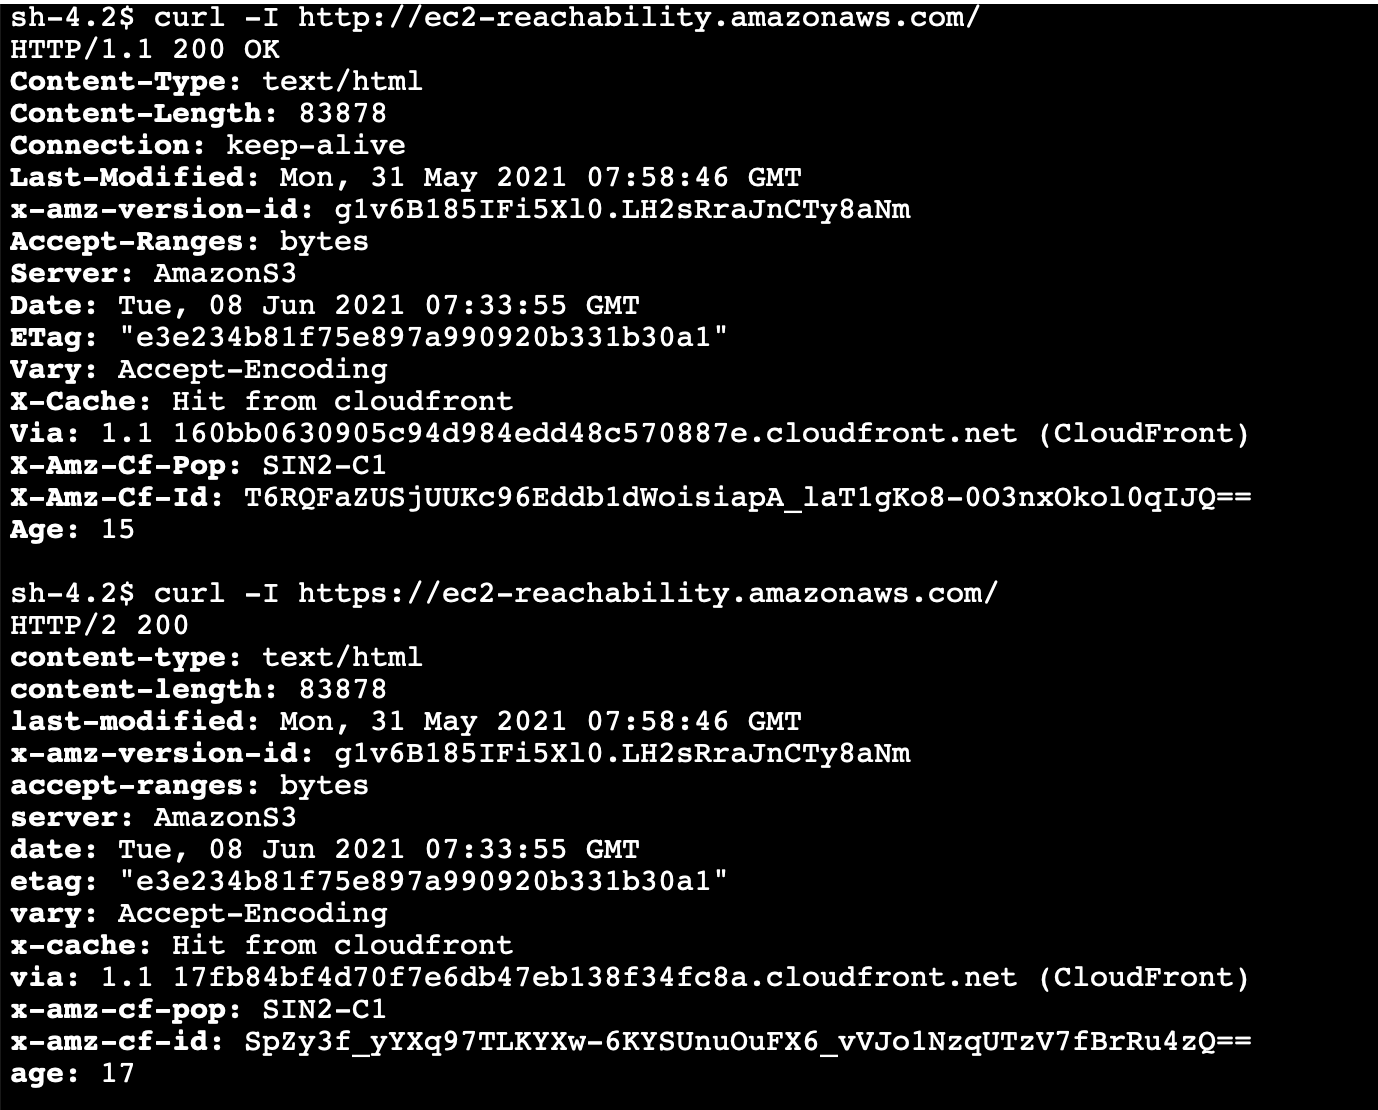 sh-4.2$ curl -I http://ec2-reachability.amazonaws.com/
HTTP/1.1 200 OK
Content-Type: text/html
Content-Length: 83878
Connection: keep-alive
Last-Modified: Mon, 31 May 2021 07:58:46 GMT
x-amz-version-id: g1v6B185IFi5Xl0.LH2sRraJnCTy8aNm
Accept-Ranges: bytes
Server: AmazonS3
Date: Tue, 08 Jun 2021 07:33:55 GMT
ETag: "e3e234b81f75e897a990920b331b30a1"
Vary: Accept-Encoding
X-Cache: Hit from cloudfront
Via: 1.1 160bb0630905c94d984edd48c570887e.cloudfront.net (CloudFront)
X-Amz-Cf-Pop: SIN2-C1
X-Amz-Cf-Id: T6RQFaZUSjUUKc96Eddb1dWoisiapA_laT1gKo8-0O3nxOkol0qIJQ==
Age: 15
sh-4.2$ curl -I https://ec2-reachability.amazonaws.com/
HTTP/2 200
content-type: text/html
content-length: 83878
last-modified: Mon, 31 May 2021 07:58:46 GMT
x-amz-version-id: g1v6B185IFi5Xl0.LH2sRraJnCTy8aNm
accept-ranges: bytes
server: AmazonS3
date: Tue, 08 Jun 2021 07:33:55 GMT
etag: "e3e234b81f75e897a990920b331b30a1"
vary: Accept-Encoding
x-cache: Hit from cloudfront
via: 1.1 17fb84bf4d70f7e6db47eb138f34fc8a.cloudfront.net (CloudFront)
x-amz-cf-pop: SIN2-C1
x-amz-cf-id: SpZy3f_yYXq97TLKYXw-6KYSUnuOuFX6_vVJo1NzqUTzV7fBrRu4zQ==
age: 17